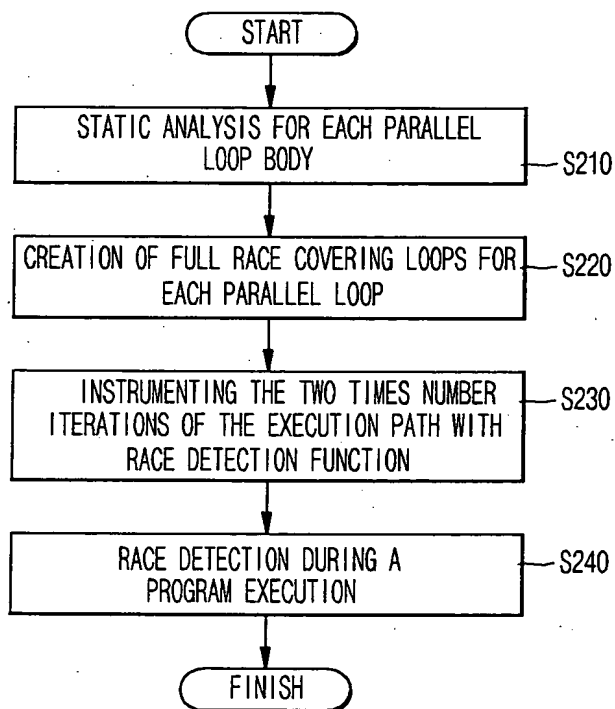 START
STATIC ANALYSIS FOR EACH PARALLEL
LOOP BODY
S210
CREATION OF FULL RACE COVERING LOOPS FOR
EACH PARALLEL LOOP
S220
INSTRUMENTING THE TWO TIMES NUMBER
ITERATIONS OF THE EXECUTION PATH WITH
RACE DETECTION FUNCTION
S230
RACE DETECTION DURING A
PROGRAM EXECUTION
S240
FINISH